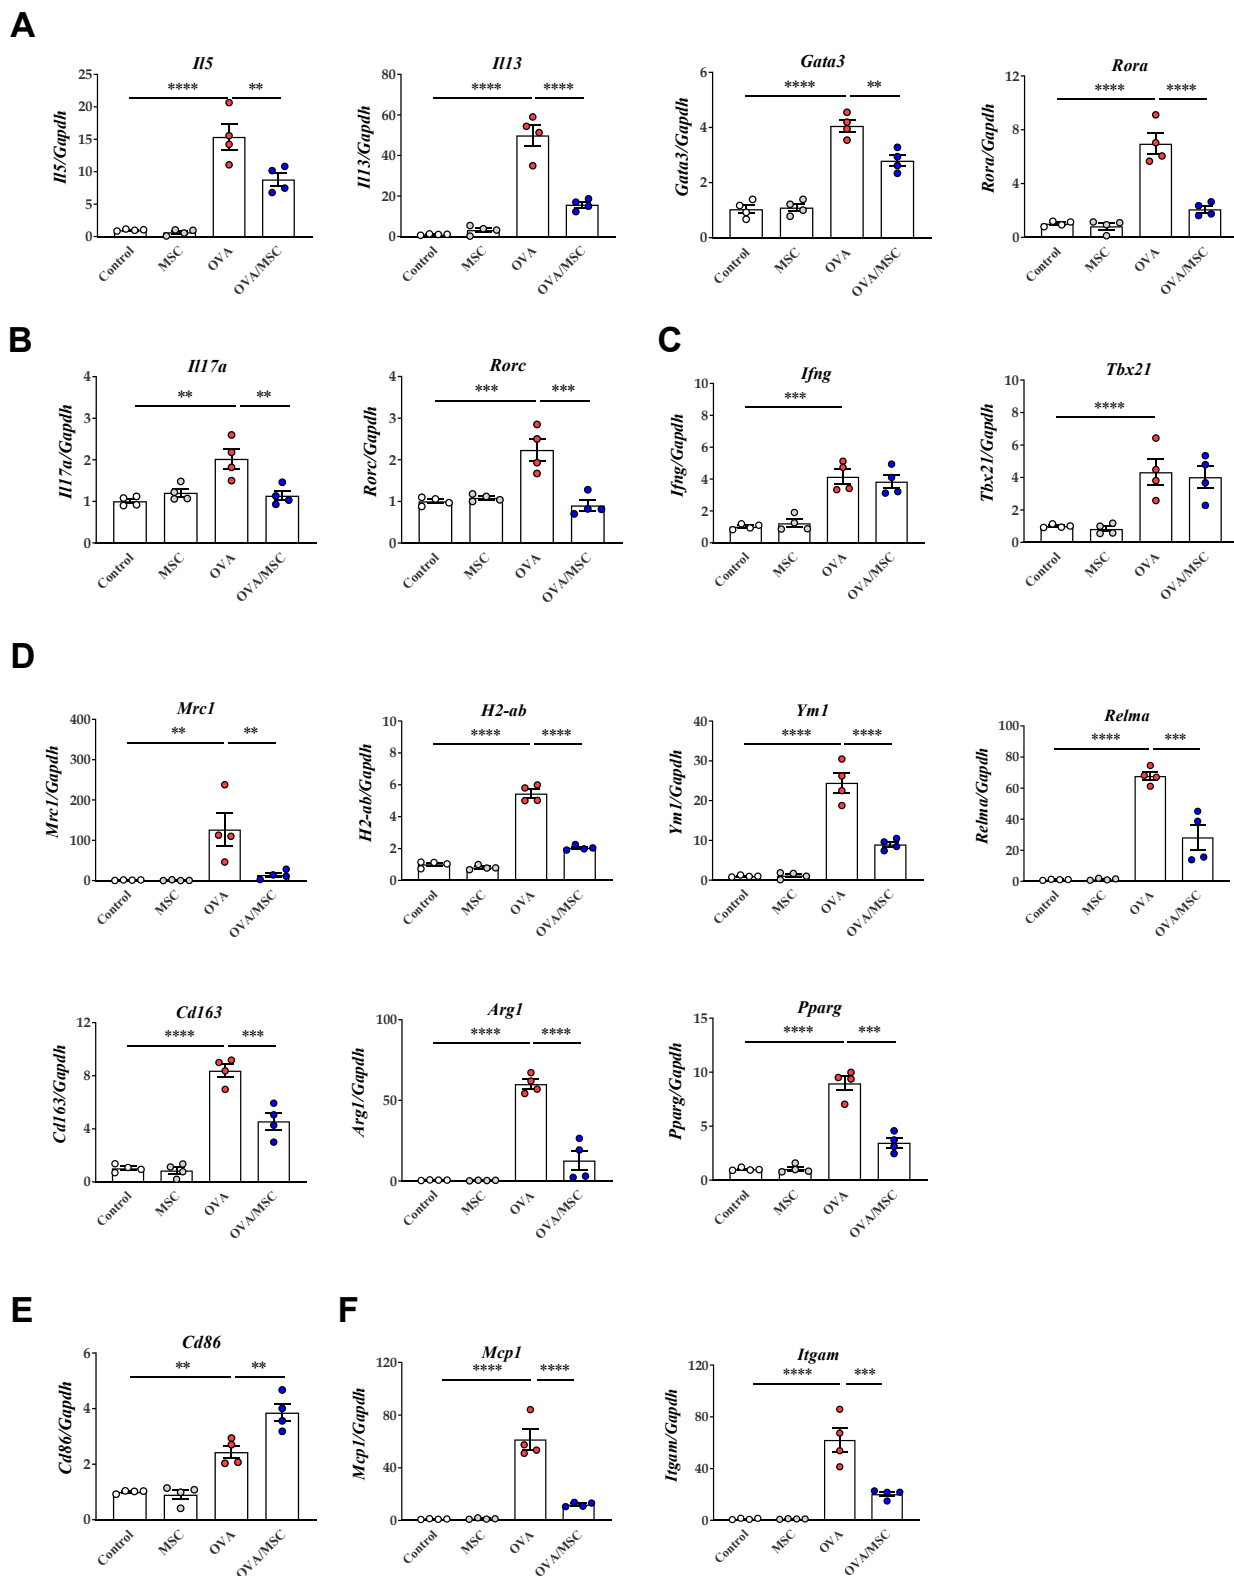 A
Il5
Il5/Gapdh
25
20
15
10
5
0
****
**
Control
MSC
OVA
OVA/MSC
Il13
Il13/Gapdh
80
60
40
20
0
****
****
Control
MSC
OVA
OVA/MSC
Gata3
Gata3/Gapdh
6
4
2
0
****
**
Control
MSC
OVA
OVA/MSC
Rora
Rora/Gapdh
12
8
4
0
****
****
Control
MSC
OVA
OVA/MSC
B
Il17a
Il17a/Gapdh
4
3
2
1
0
**
**
Control
MSC
OVA
OVA/MSC
Rorc
Rorc/Gapdh
4
3
2
1
0
***
***
Control
MSC
OVA
OVA/MSC
C
Ifng
Ifng/Gapdh
10
8
6
4
2
0
***
Control
MSC
OVA
OVA/MSC
Tbx21
Tbx21/Gapdh
10
8
6
4
2
0
****
Control
MSC
OVA
OVA/MSC
D
Mrc1
Mrc1/Gapdh
400
300
200
100
0
**
**
Control
MSC
OVA
OVA/MSC
H2-ab
H2-ab/Gapdh
10
8
6
4
2
0
****
****
Control
MSC
OVA
OVA/MSC
Ym1
Ym1/Gapdh
40
30
20
10
0
****
****
Control
MSC
OVA
OVA/MSC
Relma
Relma/Gapdh
100
80
60
40
20
0
****
***
Control
MSC
OVA
OVA/MSC
Cd163
Cd163/Gapdh
12
8
4
0
****
***
Control
MSC
OVA
OVA/MSC
Arg1
Arg1/Gapdh
100
50
0
****
****
Control
MSC
OVA
OVA/MSC
Pparg
Pparg/Gapdh
15
10
5
0
****
***
Control
MSC
OVA
OVA/MSC
E
Cd86
Cd86/Gapdh
6
4
2
0
**
**
Control
MSC
OVA
OVA/MSC
F
Mcp1
Mcp1/Gapdh
120
80
40
0
****
****
Control
MSC
OVA
OVA/MSC
Itgam
Itgam/Gapdh
120
80
40
0
****
***
Control
MSC
OVA
OVA/MSC